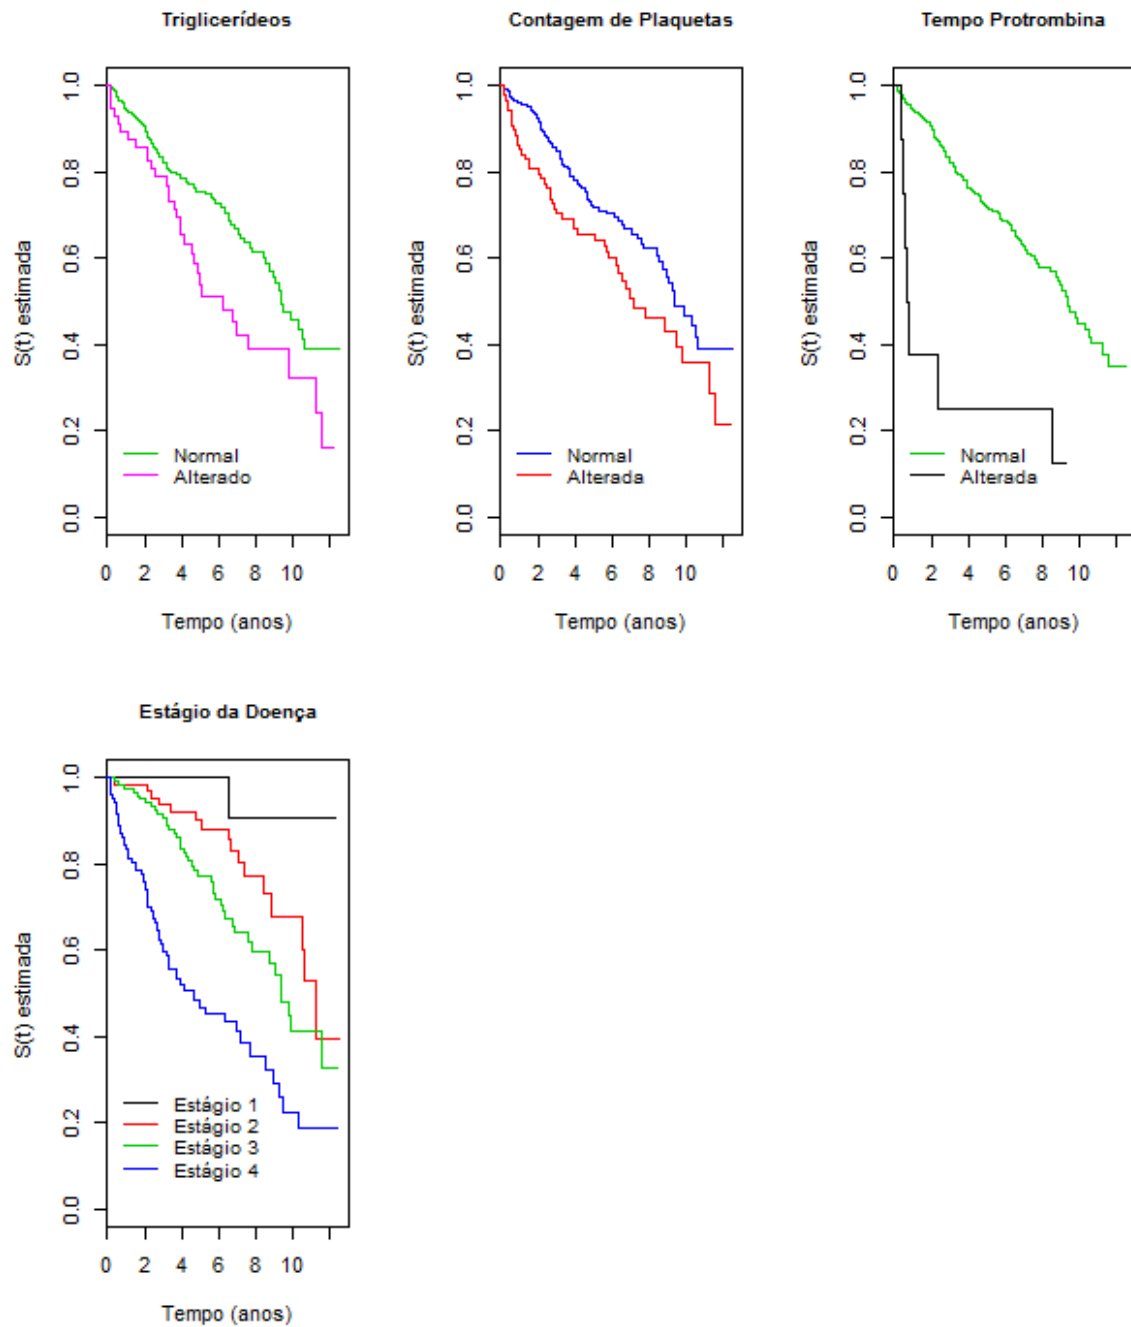 Triglicerídeos
S(t) estimada
1.0
0.8
0.6
0.4
0.2
0.0
Normal
Alterado
0 2 4 6 8 10
Tempo (anos)
Contagem de Plaquetas
S(t) estimada
1.0
0.8
0.6
0.4
0.2
0.0
Normal
Alterada
0 2 4 6 8 10
Tempo (anos)
Tempo Protrombina
S(t) estimada
1.0
0.8
0.6
0.4
0.2
0.0
Normal
Alterada
0 2 4 6 8 10
Tempo (anos)
Estágio da Doença
S(t) estimada
1.0
0.8
0.6
0.4
0.2
0.0
Estágio 1
Estágio 2
Estágio 3
Estágio 4
0 2 4 6 8 10
Tempo (anos)